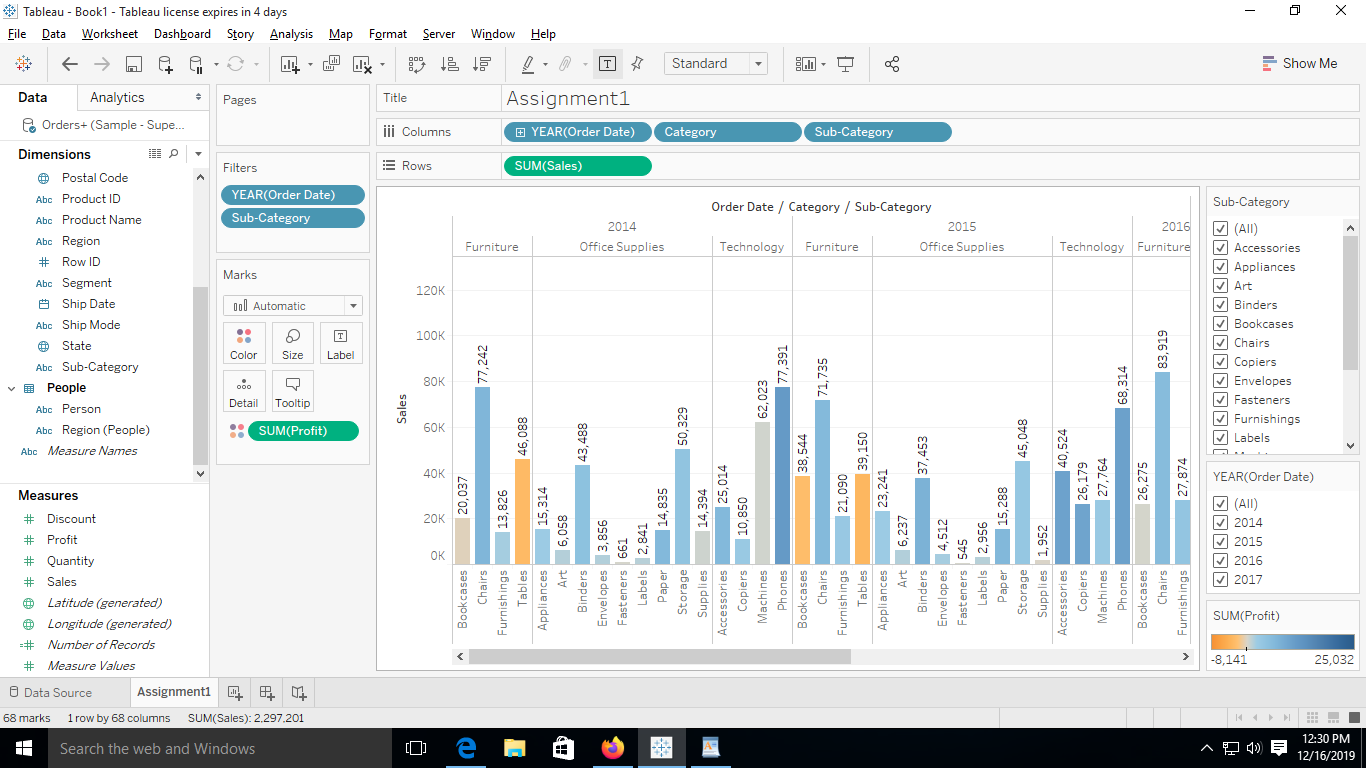 Tableau - Book1 - Tableau license expires in 4 days
File Data Worksheet Dashboard Story Analysis Map Format Server Window Help
Standard Show Me
Data Analytics
Orders+ (Sample - Supe...
Dimensions
Postal Code
Abc Product ID
Abc Product Name
Abc Region
Row ID
Abc Segment
Ship Date
Abc Ship Mode
State
Abc Sub-Category
People
Abc Person
Abc Region (People)
Abc Measure Names
Measures
Discount
Profit
Quantity
Sales
Latitude (generated)
Longitude (generated)
Number of Records
Measure Values
Pages
Filters
YEAR(Order Date)
Sub-Category
Marks
Automatic
Color Size Label
Detail Tooltip
SUM(Profit)
Title Assignment1
Columns YEAR(Order Date) Category Sub-Category
Rows SUM(Sales)
Order Date / Category / Sub-Category
2014 2015 2016
Furniture Office Supplies Technology Furniture Office Supplies Technology Furniture
Sales
120K
100K
80K
60K
40K
20K
0K
20,037 77,242 13,826 46,088 15,314 6,058 43,488 3,856 661 2,841 14,835 50,329 14,394 25,014 10,850 62,023 77,391 38,544 71,735 21,090 39,150 23,241 6,237 37,453 4,512 545 2,956 15,288 45,048 1,952 40,524 26,179 27,764 68,314 26,275 83,919 27,874
Bookcases Chairs Furnishings Tables Appliances Art Binders Envelopes Fasteners Labels Paper Storage Supplies Accessories Copiers Machines Phones Bookcases Chairs Furnishings Tables Appliances Art Binders Envelopes Fasteners Labels Paper Storage Supplies Accessories Copiers Machines Phones Bookcases Chairs Furnishings
Sub-Category
(All)
Accessories
Appliances
Art
Binders
Bookcases
Chairs
Copiers
Envelopes
Fasteners
Furnishings
Labels
YEAR(Order Date)
(All)
2014
2015
2016
2017
SUM(Profit)
-8,141 25,032
Data Source Assignment1
68 marks 1 row by 68 columns SUM(Sales): 2,297,201
Search the web and Windows
12:30 PM
12/16/2019